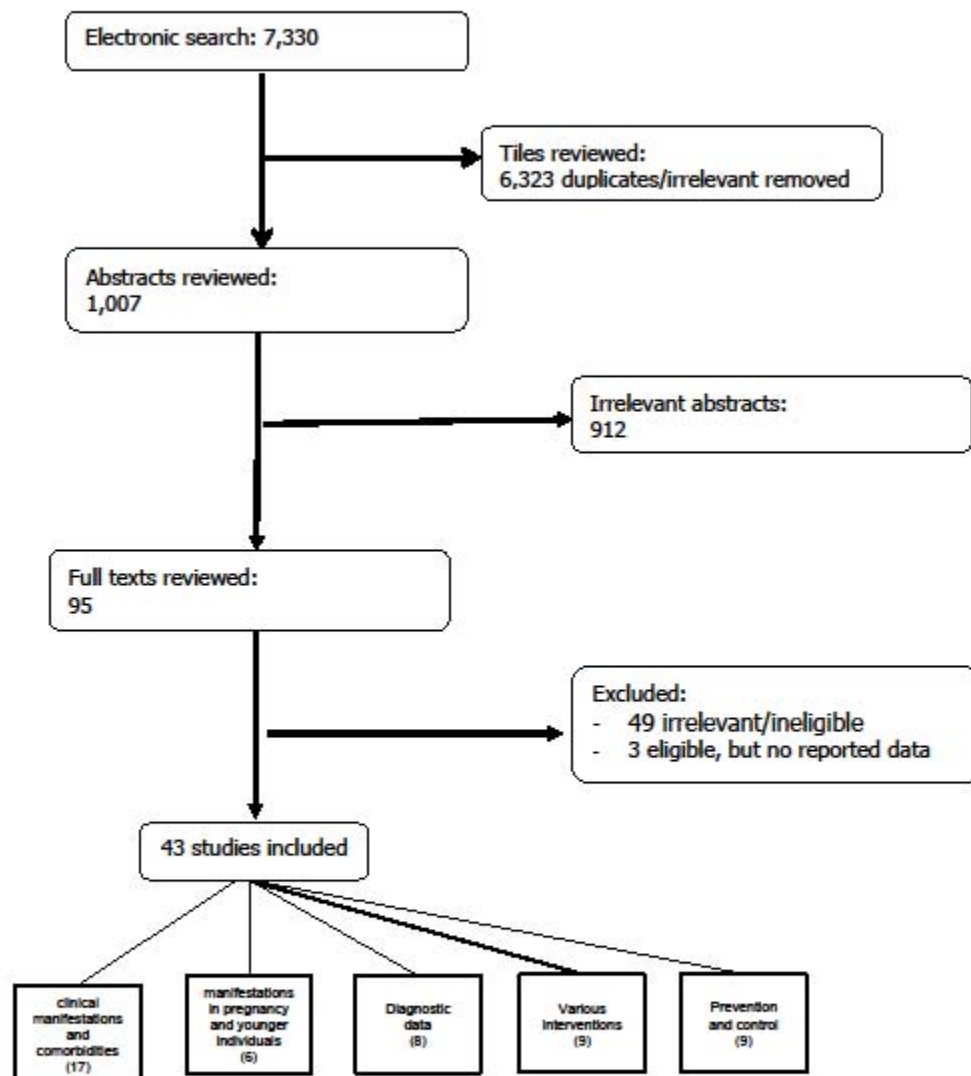 Electronic search: 7,330
Tiles reviewed:
6,323 duplicates/irrelevant removed
Abstracts reviewed:
1,007
Irrelevant abstracts:
912
Full texts reviewed:
95
Excluded:
- 49 irrelevant/ineligible
- 3 eligible, but no reported data
43 studies included
clinical
manifestations
and
comorbidities
(17)
manifestations
in pregnancy
and younger
individuals
(6)
Diagnostic
data
(8)
Various
interventions
(9)
Prevention
and control
(9)